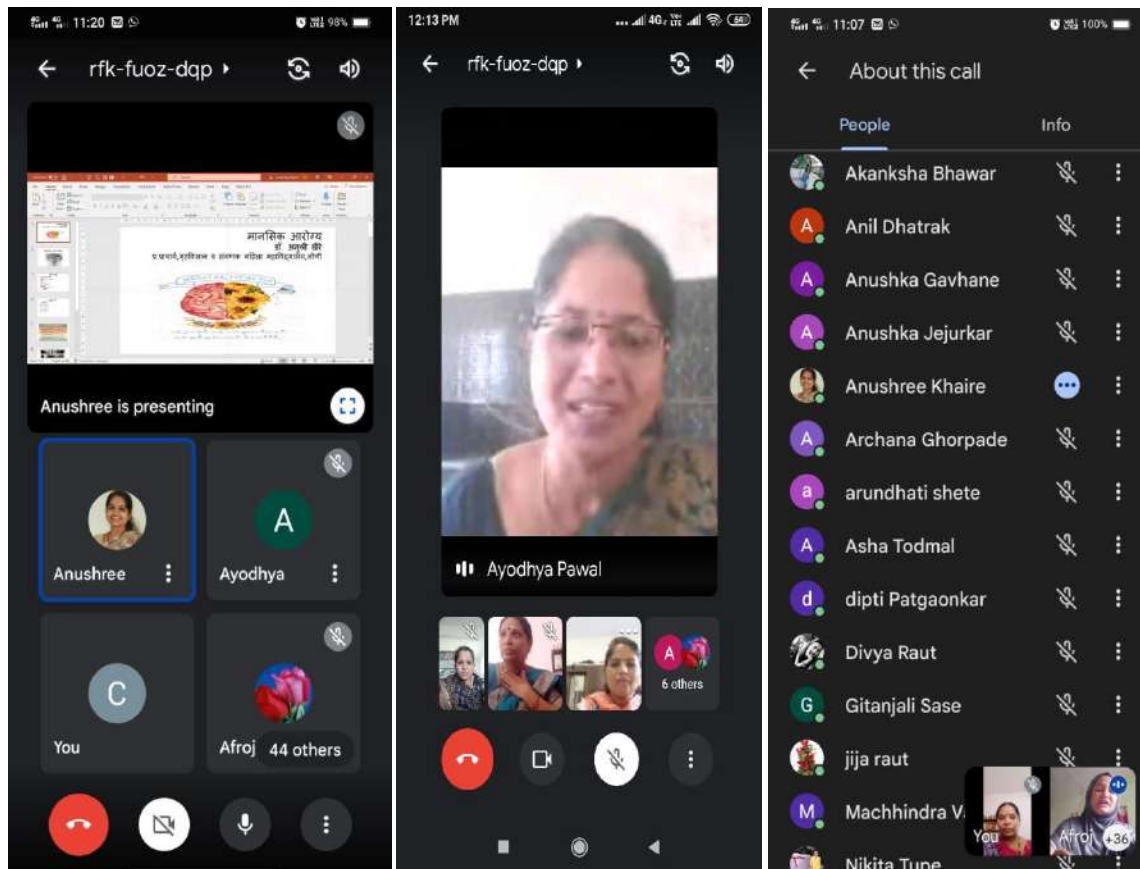 11:20
98%
rfk-fuoz-dqp
मानसिक आरोग्य
डॉ. अनुश्री खैरे
Anushree is presenting
Anushree
A
Ayodhya
C
You
Afroj
44 others
12:13 PM
4G
56
rfk-fuoz-dqp
Ayodhya Pawal
A
6 others
11:07
100%
About this call
People
Info
Akanksha Bhawar
A
Anil Dhatrak
A
Anushka Gavhane
A
Anushka Jejurkar
Anushree Khaire
A
Archana Ghorpade
a
arundhati shete
A
Asha Todmal
d
dipti Patgaonkar
Divya Raut
G
Gitanjali Sase
jija raut
M
Machhindra V
Nikita Tupe
You
Afroj
+36